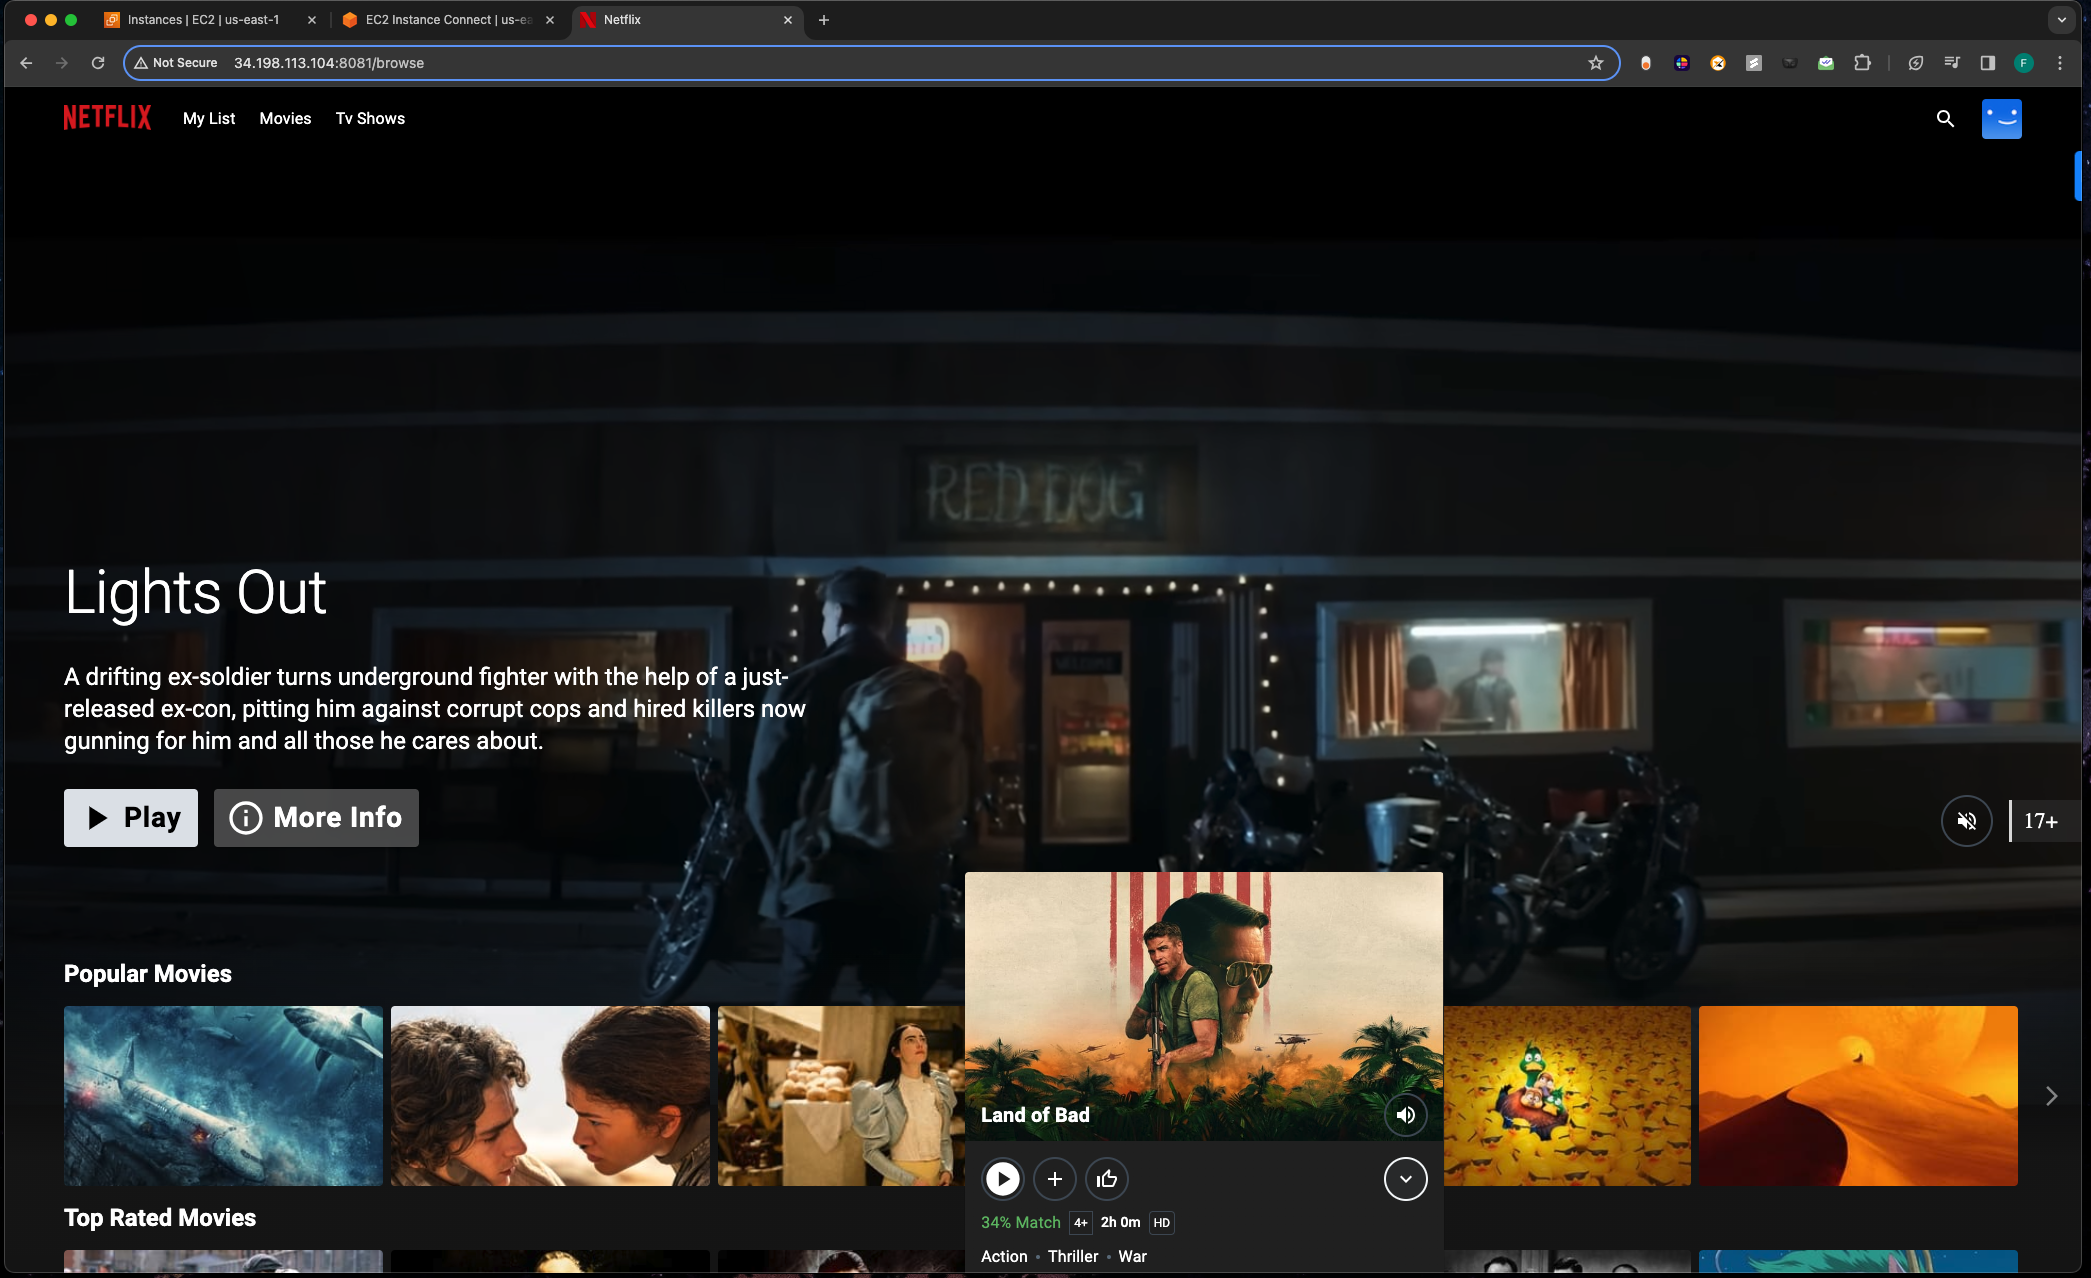 Instances | EC2 | us-east-1
EC2 Instance Connect | us-ea
Netflix
Not Secure
34.198.113.104:8081/browse
F
NETFLIX
My List
Movies
Tv Shows
RED DOG
Lights Out
A drifting ex-soldier turns underground fighter with the help of a just-
released ex-con, pitting him against corrupt cops and hired killers now
gunning for him and all those he cares about.
Play
More Info
17+
Popular Movies
Land of Bad
34% Match
4+
2h 0m
HD
Action • Thriller • War
Top Rated Movies